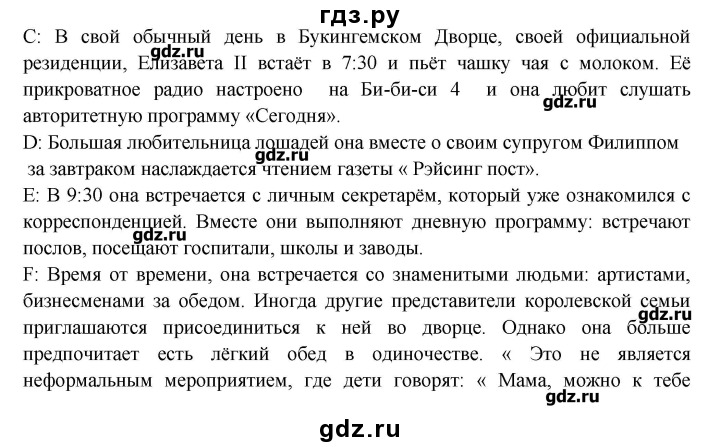 гдз.ру
С: В свой обычный день в Букингемском Дворце, своей официальной
gdz.ru
резиденции, Елизавета II встаёт в 7:30 и пьёт чашку чая с молоком. Её
прикроватное радио настроено на Би-би-си 4 и она любит слушать
gdz.ru
авторитетную программу «Сегодня».
D: Большая любительница лошадей она вместе о своим супругом Филиппом
gdz.ru
за завтраком наслаждается чтением газеты « Рэйсинг пост».
E: В 9:30 она встречается с личным секретарём, который уже ознакомился с
gdz.ru
корреспонденцией. Вместе они выполняют дневную программу: встречают
gdz.ru
послов, посещают госпитали, школы и заводы.
F: Время от времени, она встречается со знаменитыми людьми: артистами,
бизнесменами за обедом. Иногда другие представители королевской семьи
gdz.ru
приглашаются присоединиться к ней во дворце. Однако она больше
предпочитает есть лёгкий обед в одиночестве. « Это не является
gdz.ru
неформальным мероприятием, где дети говорят: « Мама, можно к тебе
gdz.ru
gdz.ru